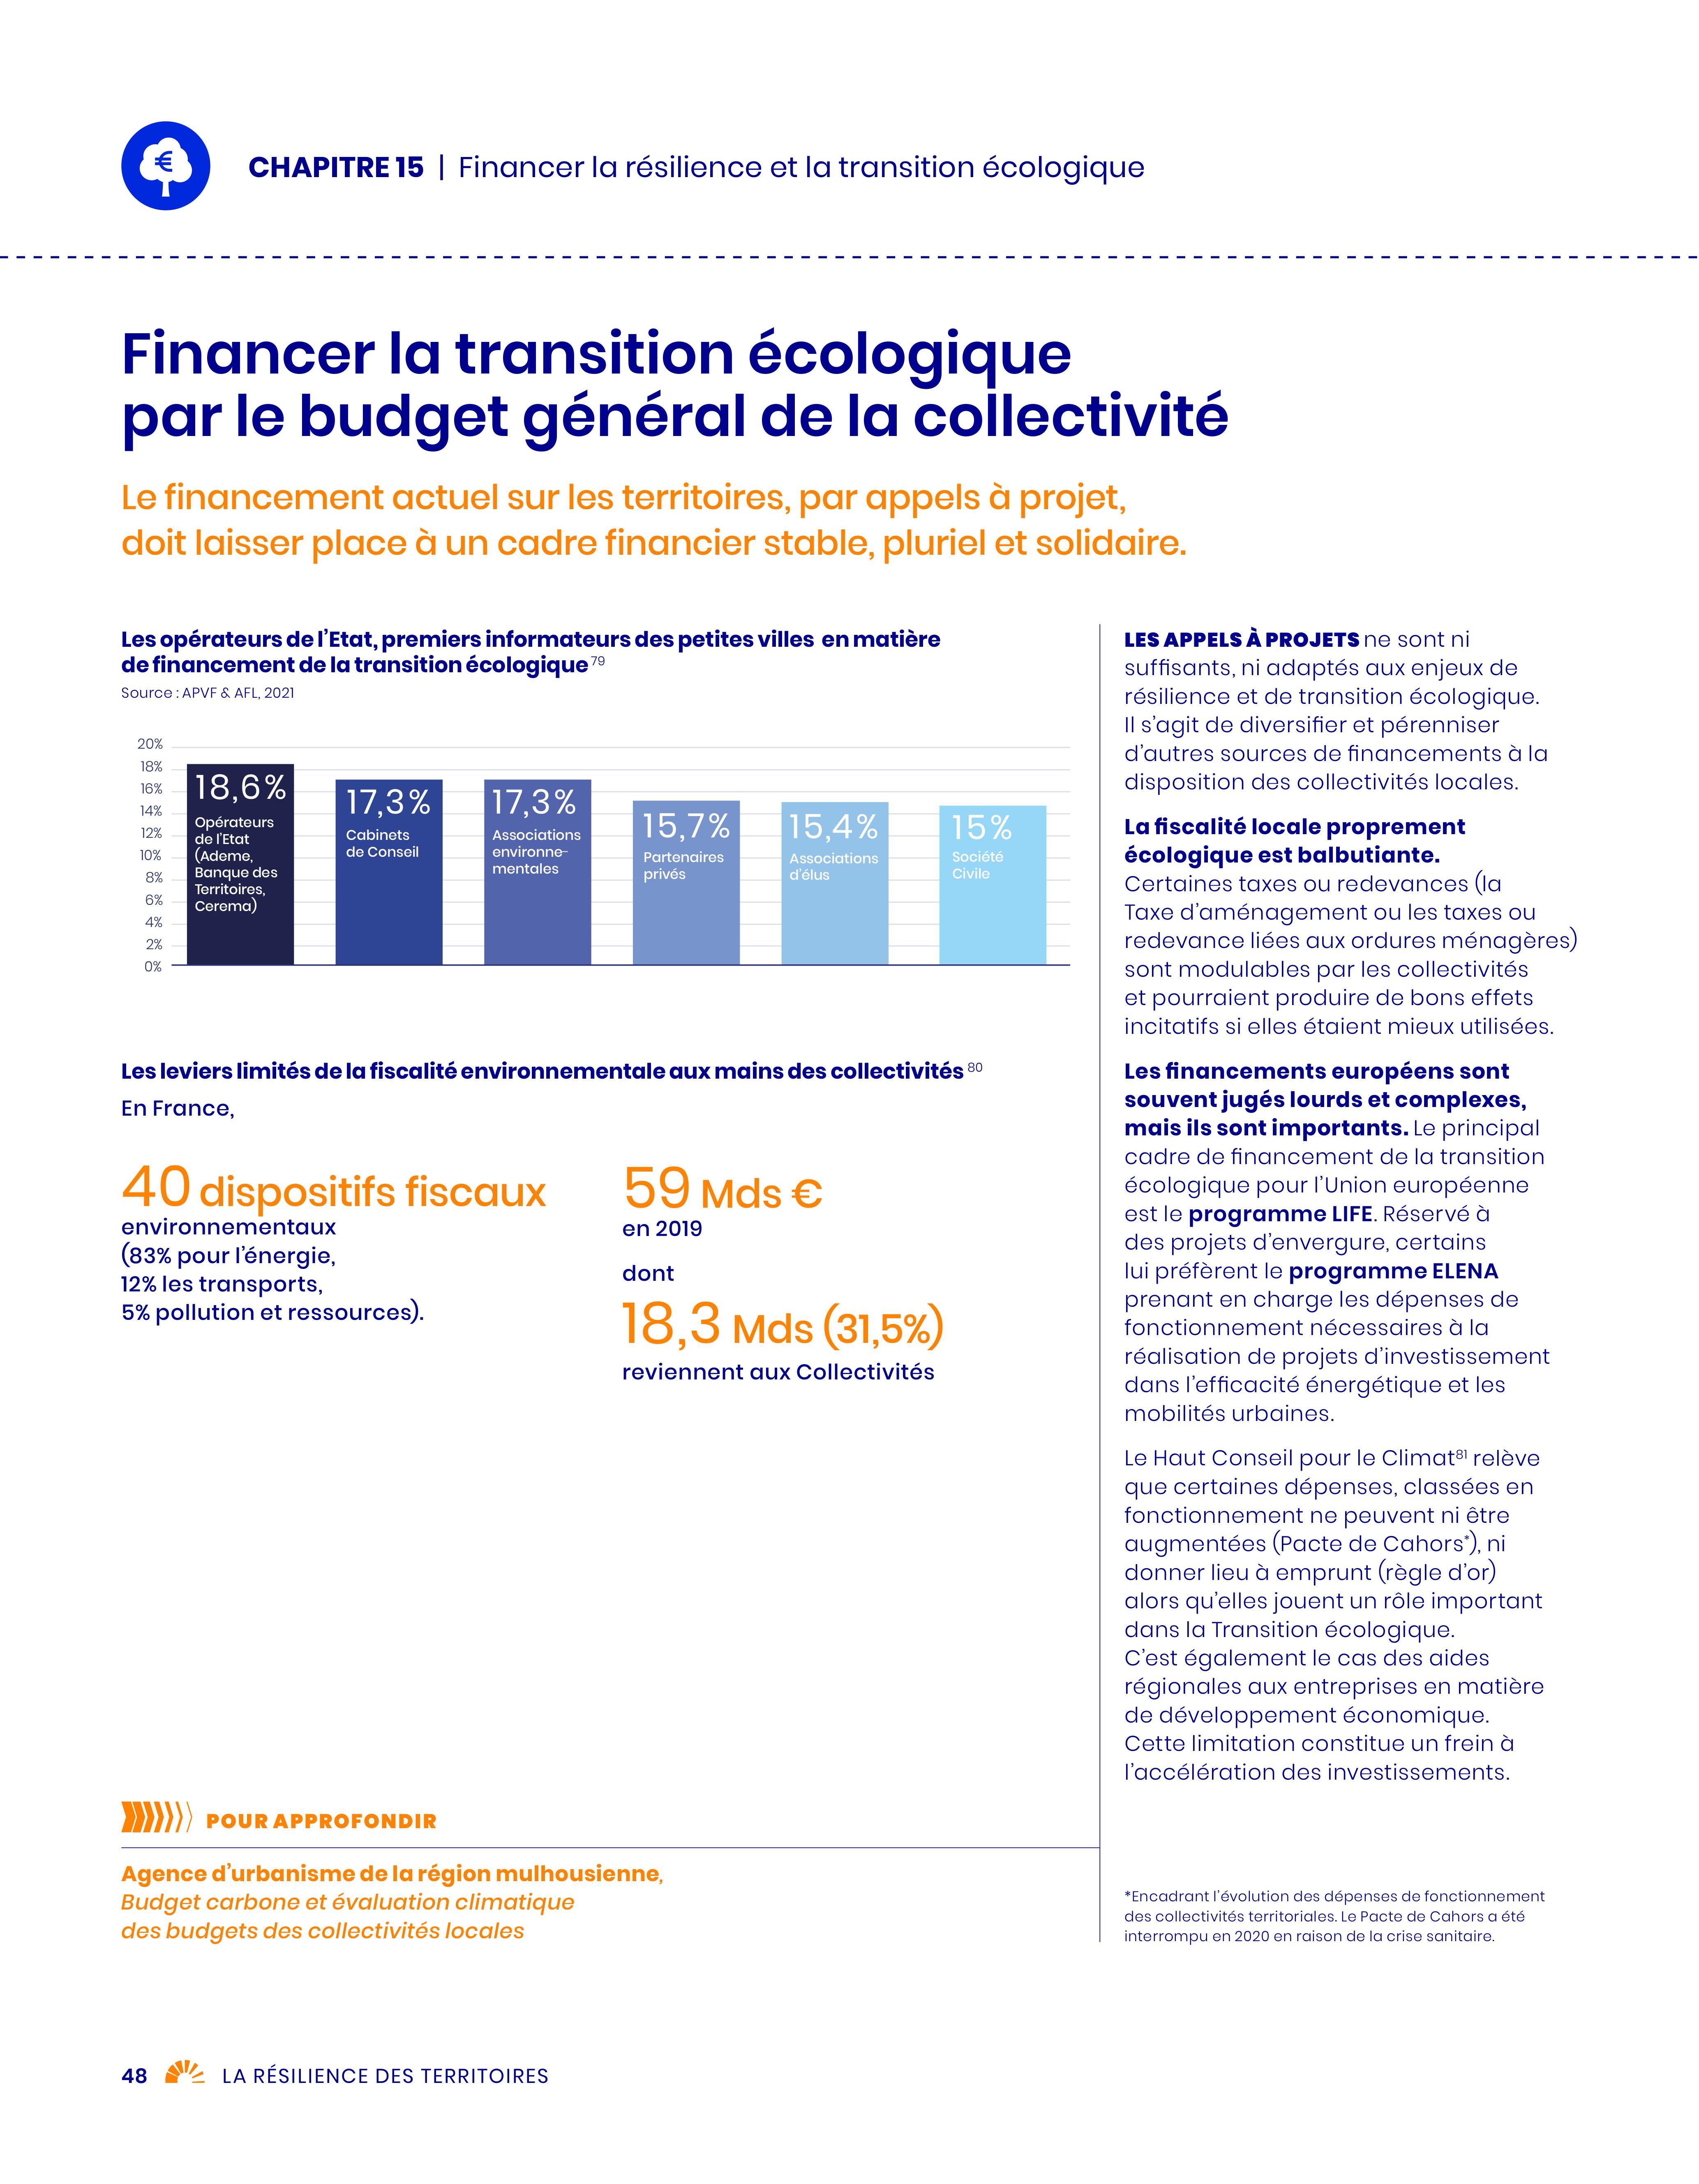 €
CHAPITRE 15 | Financer la résilience et la transition écologique
Financer la transition écologique
par le budget général de la collectivité
Le financement actuel sur les territoires, par appels à projet,
doit laisser place à un cadre financier stable, pluriel et solidaire.
Les opérateurs de l'Etat, premiers informateurs des petites villes en matière
de financement de la transition écologique 79
Source : APVF & AFL, 2021
20%
18%
16%
14%
12%
10%
8%
6%
4%
2%
0%
18,6%
Opérateurs
de l'Etat
(Ademe,
Banque des
Territoires,
Cerema)
17,3%
Cabinets
de Conseil
17,3%
Associations
environne-
mentales
15,7%
Partenaires
privés
15,4%
Associations
d'élus
15%
Société
Civile
Les leviers limités de la fiscalité environnementale aux mains des collectivités 80
En France,
40 dispositifs fiscaux
environnementaux
(83% pour l'énergie,
12% les transports,
5% pollution et ressources).
59 Mds €
en 2019
dont
18,3 Mds (31,5%)
reviennent aux Collectivités
POUR APPROFONDIR
Agence d'urbanisme de la région mulhousienne,
Budget carbone et évaluation climatique
des budgets des collectivités locales
LES APPELS À PROJETS ne sont ni
suffisants, ni adaptés aux enjeux de
résilience et de transition écologique.
Il s'agit de diversifier et pérenniser
d'autres sources de financements à la
disposition des collectivités locales.
La fiscalité locale proprement
écologique est balbutiante.
Certaines taxes ou redevances (la
Taxe d'aménagement ou les taxes ou
redevance liées aux ordures ménagères)
sont modulables par les collectivités
et pourraient produire de bons effets
incitatifs si elles étaient mieux utilisées.
Les financements européens sont
souvent jugés lourds et complexes,
mais ils sont importants. Le principal
cadre de financement de la transition
écologique pour l'Union européenne
est le programme LIFE. Réservé à
des projets d'envergure, certains
lui préfèrent le programme ELENA
prenant en charge les dépenses de
fonctionnement nécessaires à la
réalisation de projets d'investissement
dans l'efficacité énergétique et les
mobilités urbaines.
Le Haut Conseil pour le Climat81 relève
que certaines dépenses, classées en
fonctionnement ne peuvent ni être
augmentées (Pacte de Cahors*), ni
donner lieu à emprunt (règle d'or)
alors qu'elles jouent un rôle important
dans la Transition écologique.
C'est également le cas des aides
régionales aux entreprises en matière
de développement économique.
Cette limitation constitue un frein à
l'accélération des investissements.
*Encadrant l'évolution des dépenses de fonctionnement
des collectivités territoriales. Le Pacte de Cahors a été
interrompu en 2020 en raison de la crise sanitaire.
48 LA RÉSILIENCE DES TERRITOIRES